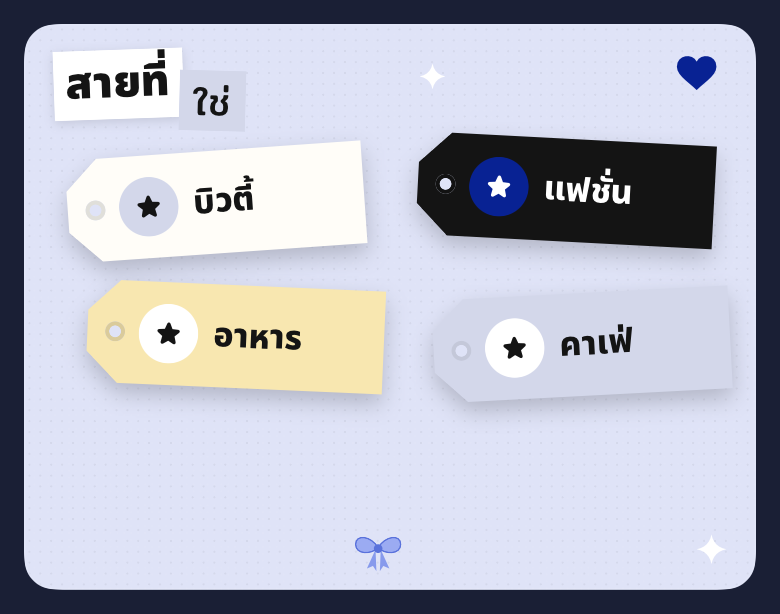 สายที่
ใช่
บิวตี้
แฟชั่น
อาหาร
คาเฟ่